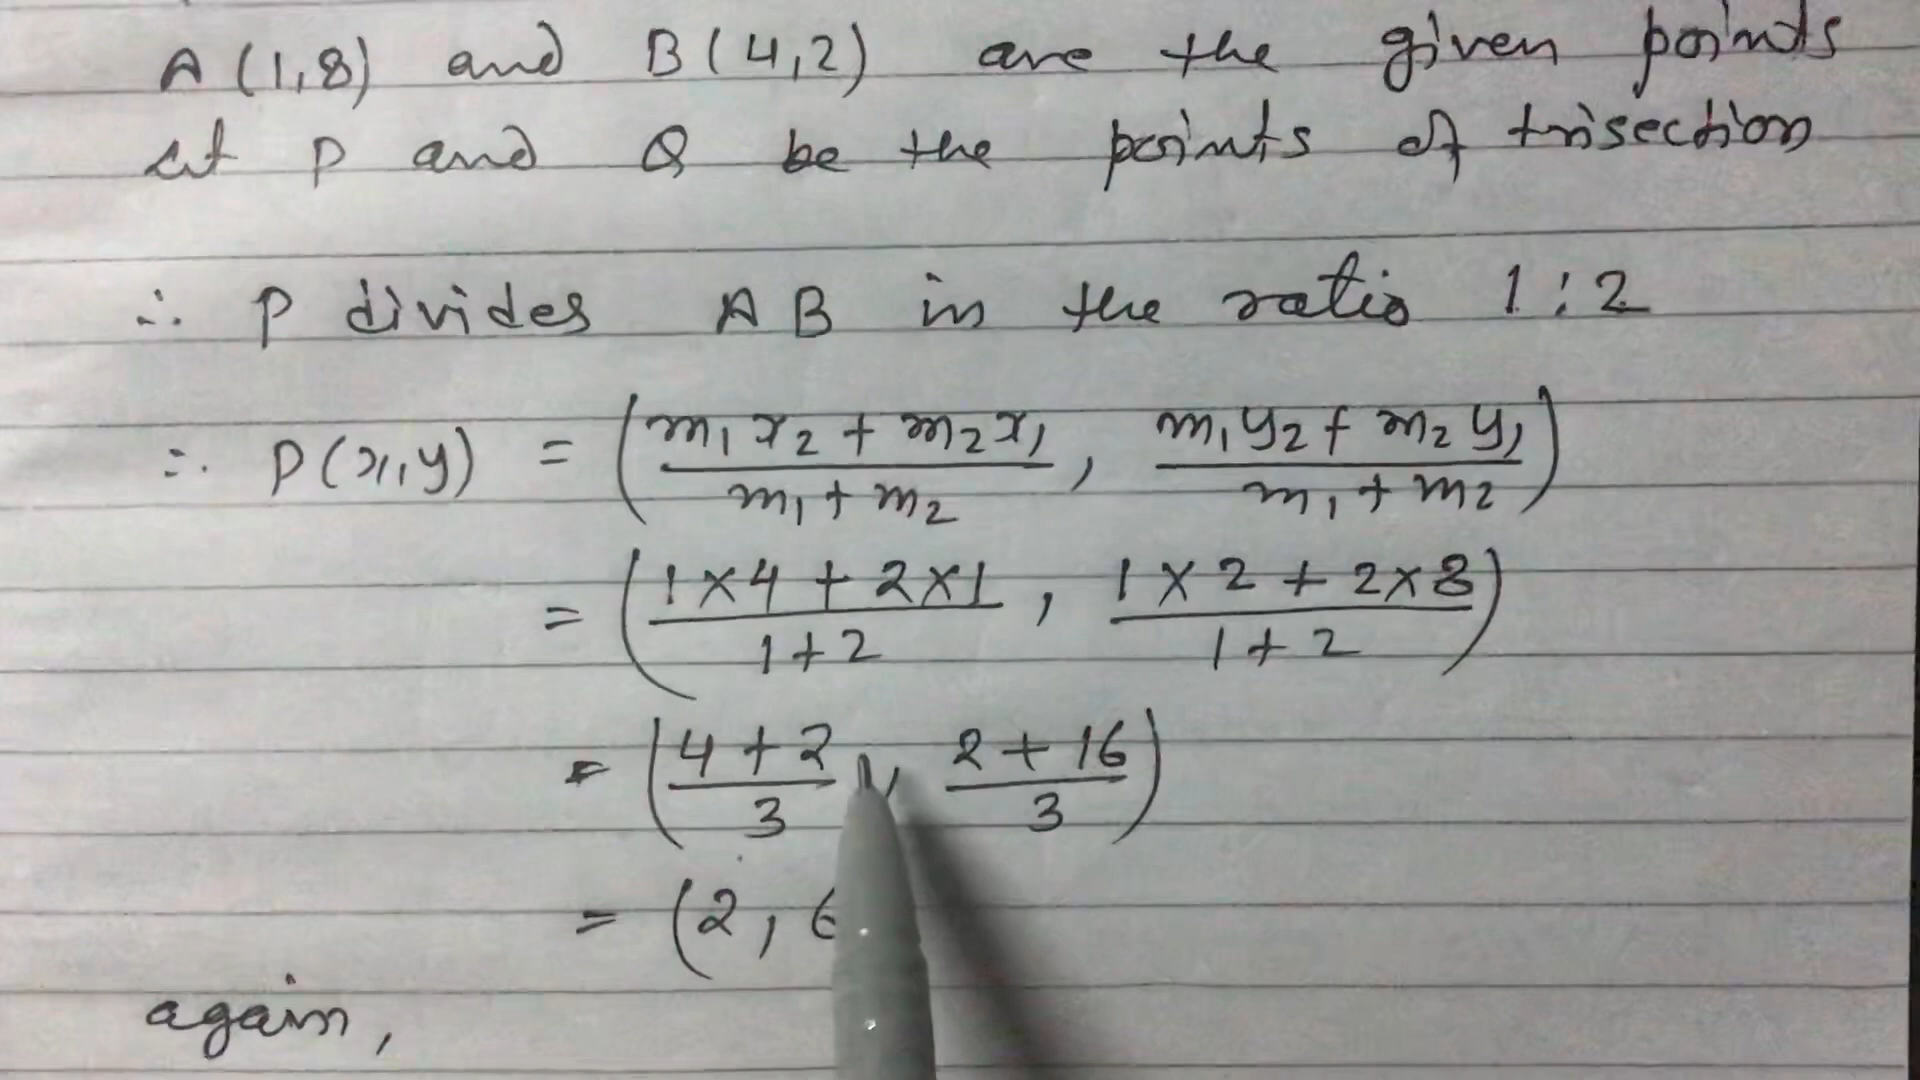 A(1,8) and B(4,2) are the given points
let P and Q be the points of trisection
∴ P divides AB in the ratio 1:2
∴ P(x,y) = ( (m₁x₂ + m₂x₁)/(m₁ + m₂) , (m₁y₂ + m₂y₁)/(m₁ + m₂) )
= ( (1×4 + 2×1)/(1+2) , (1×2 + 2×8)/(1+2) )
= ( (4+2)/3 , (2+16)/3 )
= (2, 6
again,